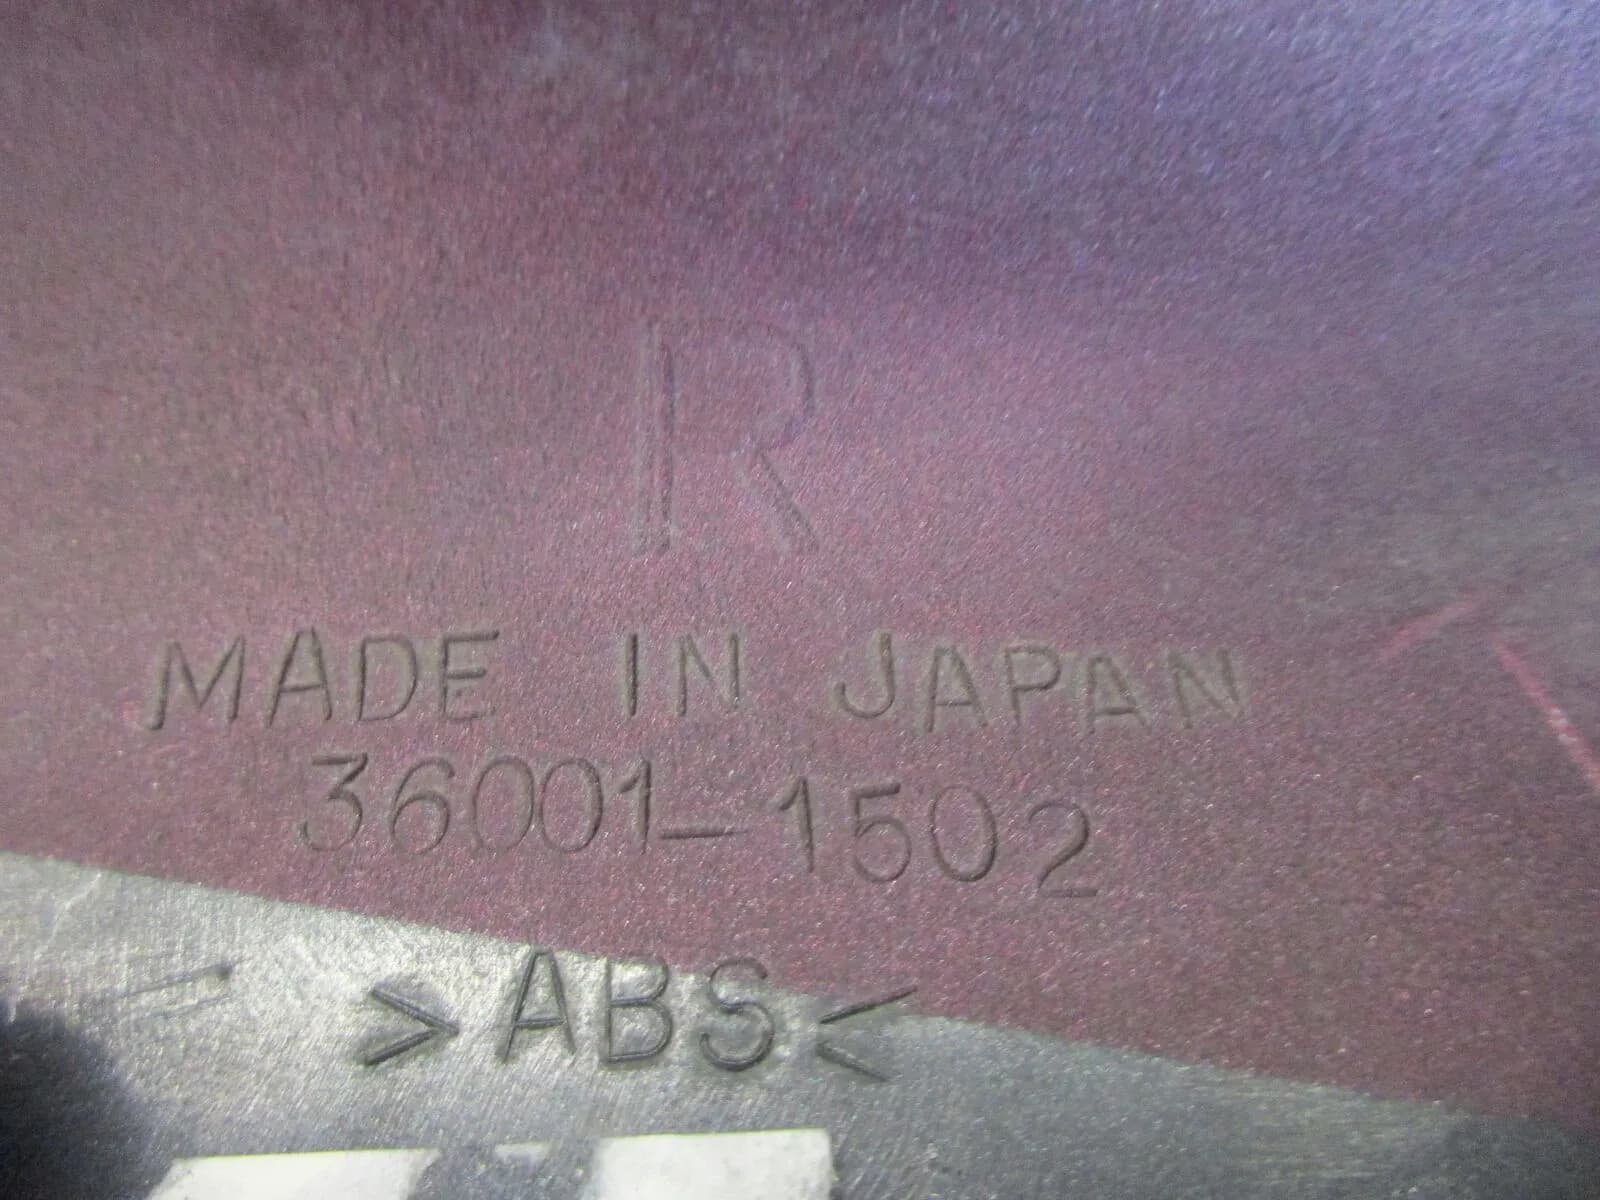 R
MADE IN JAPAN
36001-1502
>ABS<